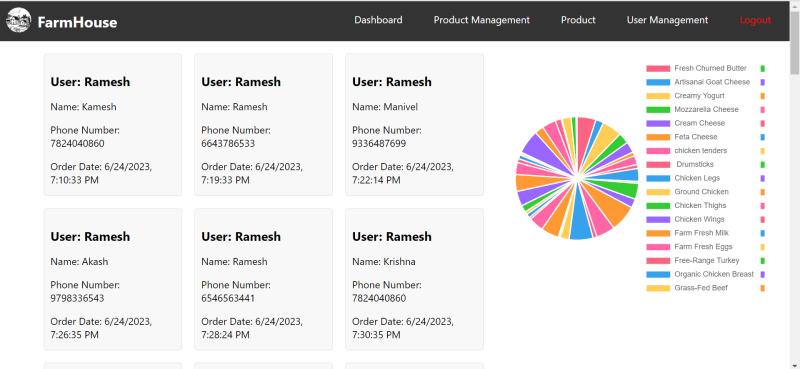 FarmHouse
Dashboard
Product Management
Product
User Management
Logout
User: Ramesh
Name: Kamesh
Phone Number:
7824040860
Order Date: 6/24/2023,
7:10:33 PM
User: Ramesh
Name: Ramesh
Phone Number:
6643786533
Order Date: 6/24/2023,
7:19:33 PM
User: Ramesh
Name: Manivel
Phone Number:
9336487699
Order Date: 6/24/2023,
7:22:14 PM
User: Ramesh
Name: Akash
Phone Number:
9798336543
Order Date: 6/24/2023,
7:26:35 PM
User: Ramesh
Name: Ramesh
Phone Number:
6546563441
Order Date: 6/24/2023,
7:28:24 PM
User: Ramesh
Name: Krishna
Phone Number:
7824040860
Order Date: 6/24/2023,
7:30:35 PM
Fresh Churned Butter
Artisanal Goat Cheese
Creamy Yogurt
Mozzarella Cheese
Cream Cheese
Feta Cheese
chicken tenders
Drumsticks
Chicken Legs
Ground Chicken
Chicken Thighs
Chicken Wings
Farm Fresh Milk
Farm Fresh Eggs
Free-Range Turkey
Organic Chicken Breast
Grass-Fed Beef